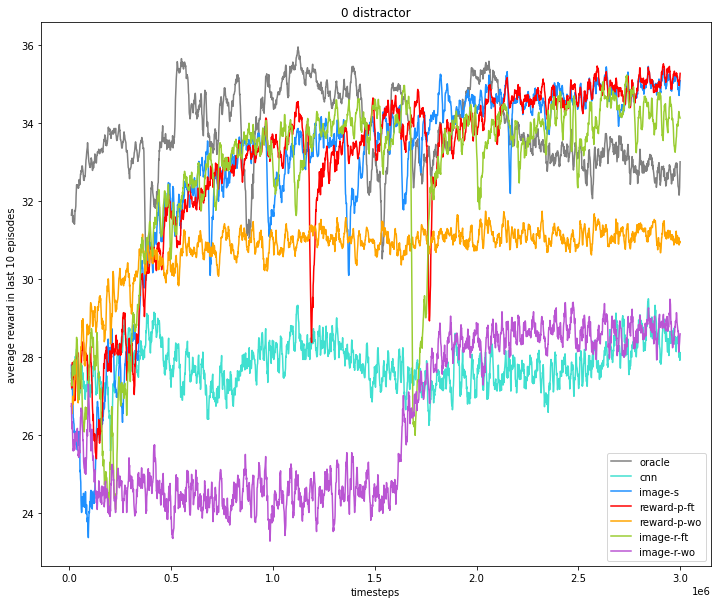 0 distractor
average reward in last 10 episodes
36
34
32
30
28
26
24
0.0 0.5 1.0 1.5 2.0 2.5 3.0
1e6
timesteps
oracle
cnn
image-s
reward-p-ft
reward-p-wo
image-r-ft
image-r-wo